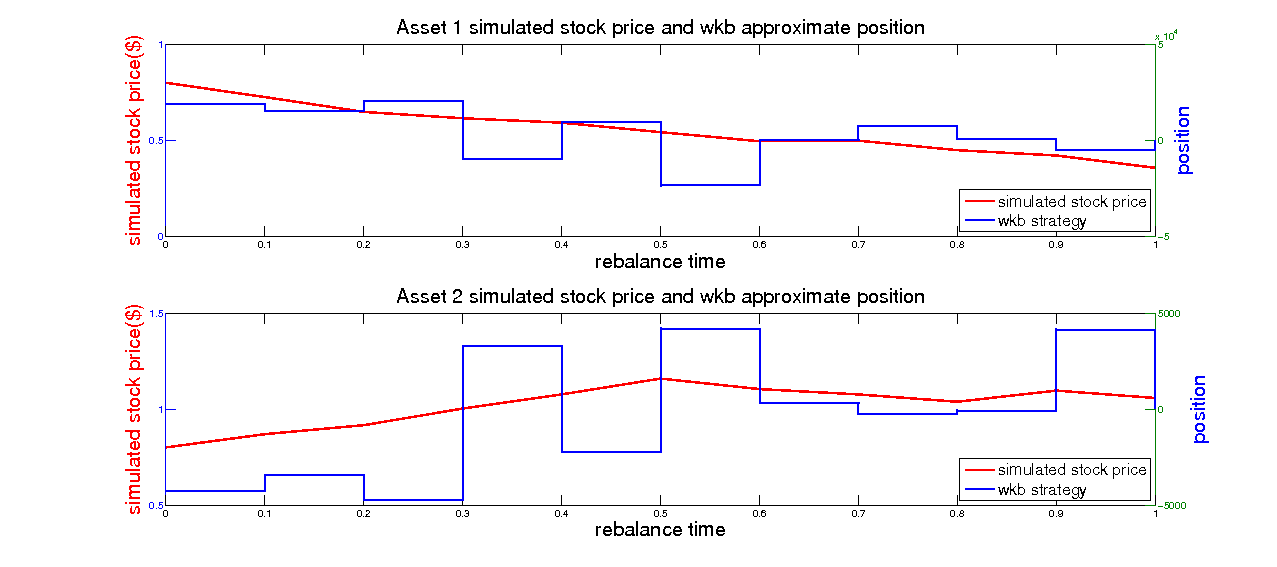 Asset 1 simulated stock price and wkb approximate position
x 10^4
1 5
simulated stock price($)
0.5 0
position
simulated stock price
wkb strategy
0 -5
0 0.1 0.2 0.3 0.4 0.5 0.6 0.7 0.8 0.9 1
rebalance time
Asset 2 simulated stock price and wkb approximate position
1.5 5000
simulated stock price($)
1 0
position
simulated stock price
wkb strategy
0.5 -5000
0 0.1 0.2 0.3 0.4 0.5 0.6 0.7 0.8 0.9 1
rebalance time